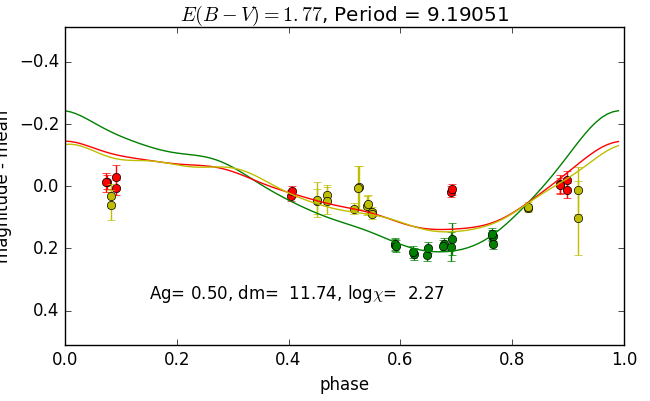 E(B − V) = 1.77, Period = 9.19051
magnitude - mean
−0.4
−0.2
0.0
0.2
0.4
Ag= 0.50, dm= 11.74, logχ= 2.27
0.0 0.2 0.4 0.6 0.8 1.0
phase